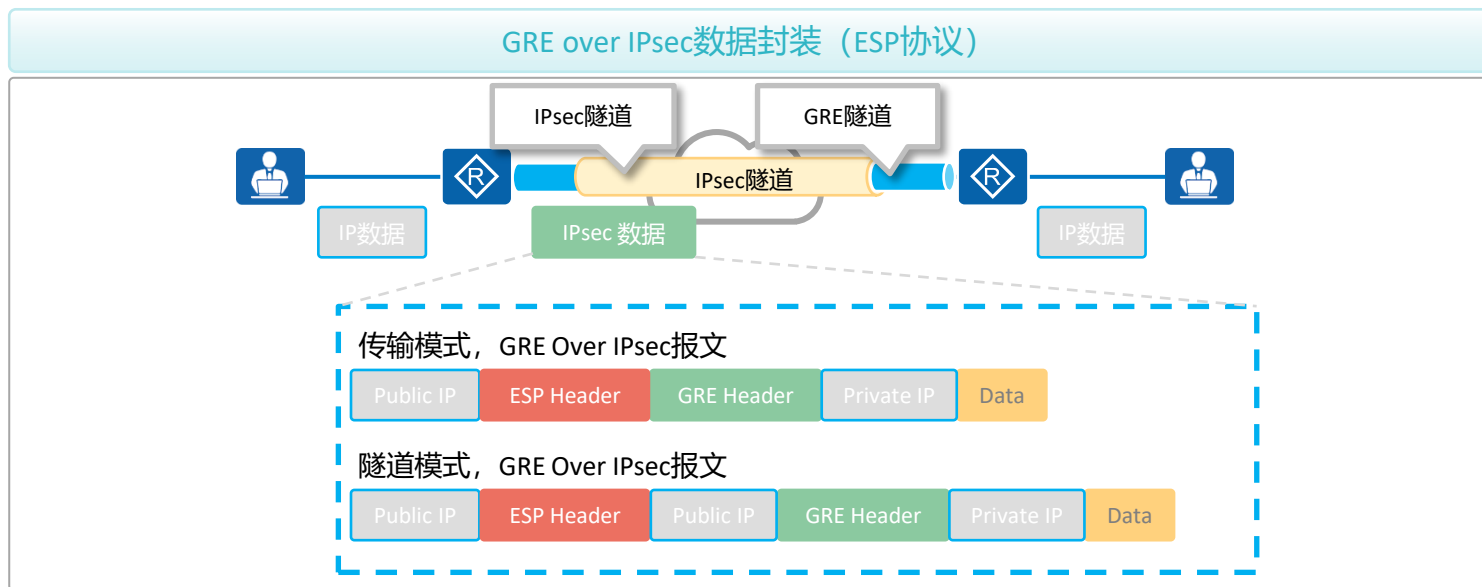 GRE over IPsec数据封装（ESP协议）
IPsec隧道
GRE隧道
R
IPsec隧道
R
IP数据
IPsec 数据
IP数据
传输模式，GRE Over IPsec报文
Public IP ESP Header GRE Header Private IP Data
隧道模式，GRE Over IPsec报文
Public IP ESP Header Public IP GRE Header Private IP Data